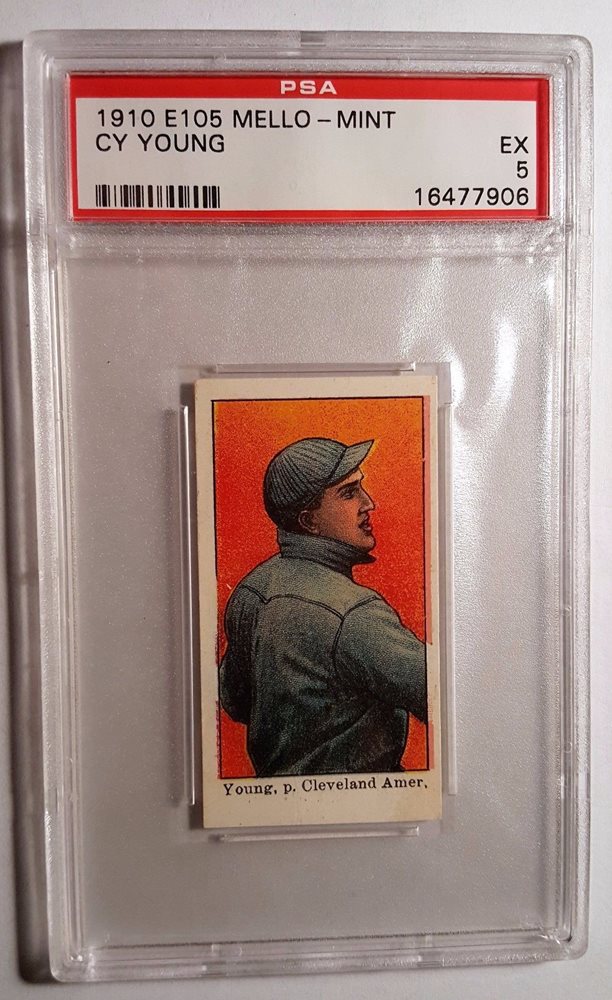 PSA
1910 E105 MELLO-MINT
CY YOUNG
EX
5
16477906
Young, p. Cleveland Amer.